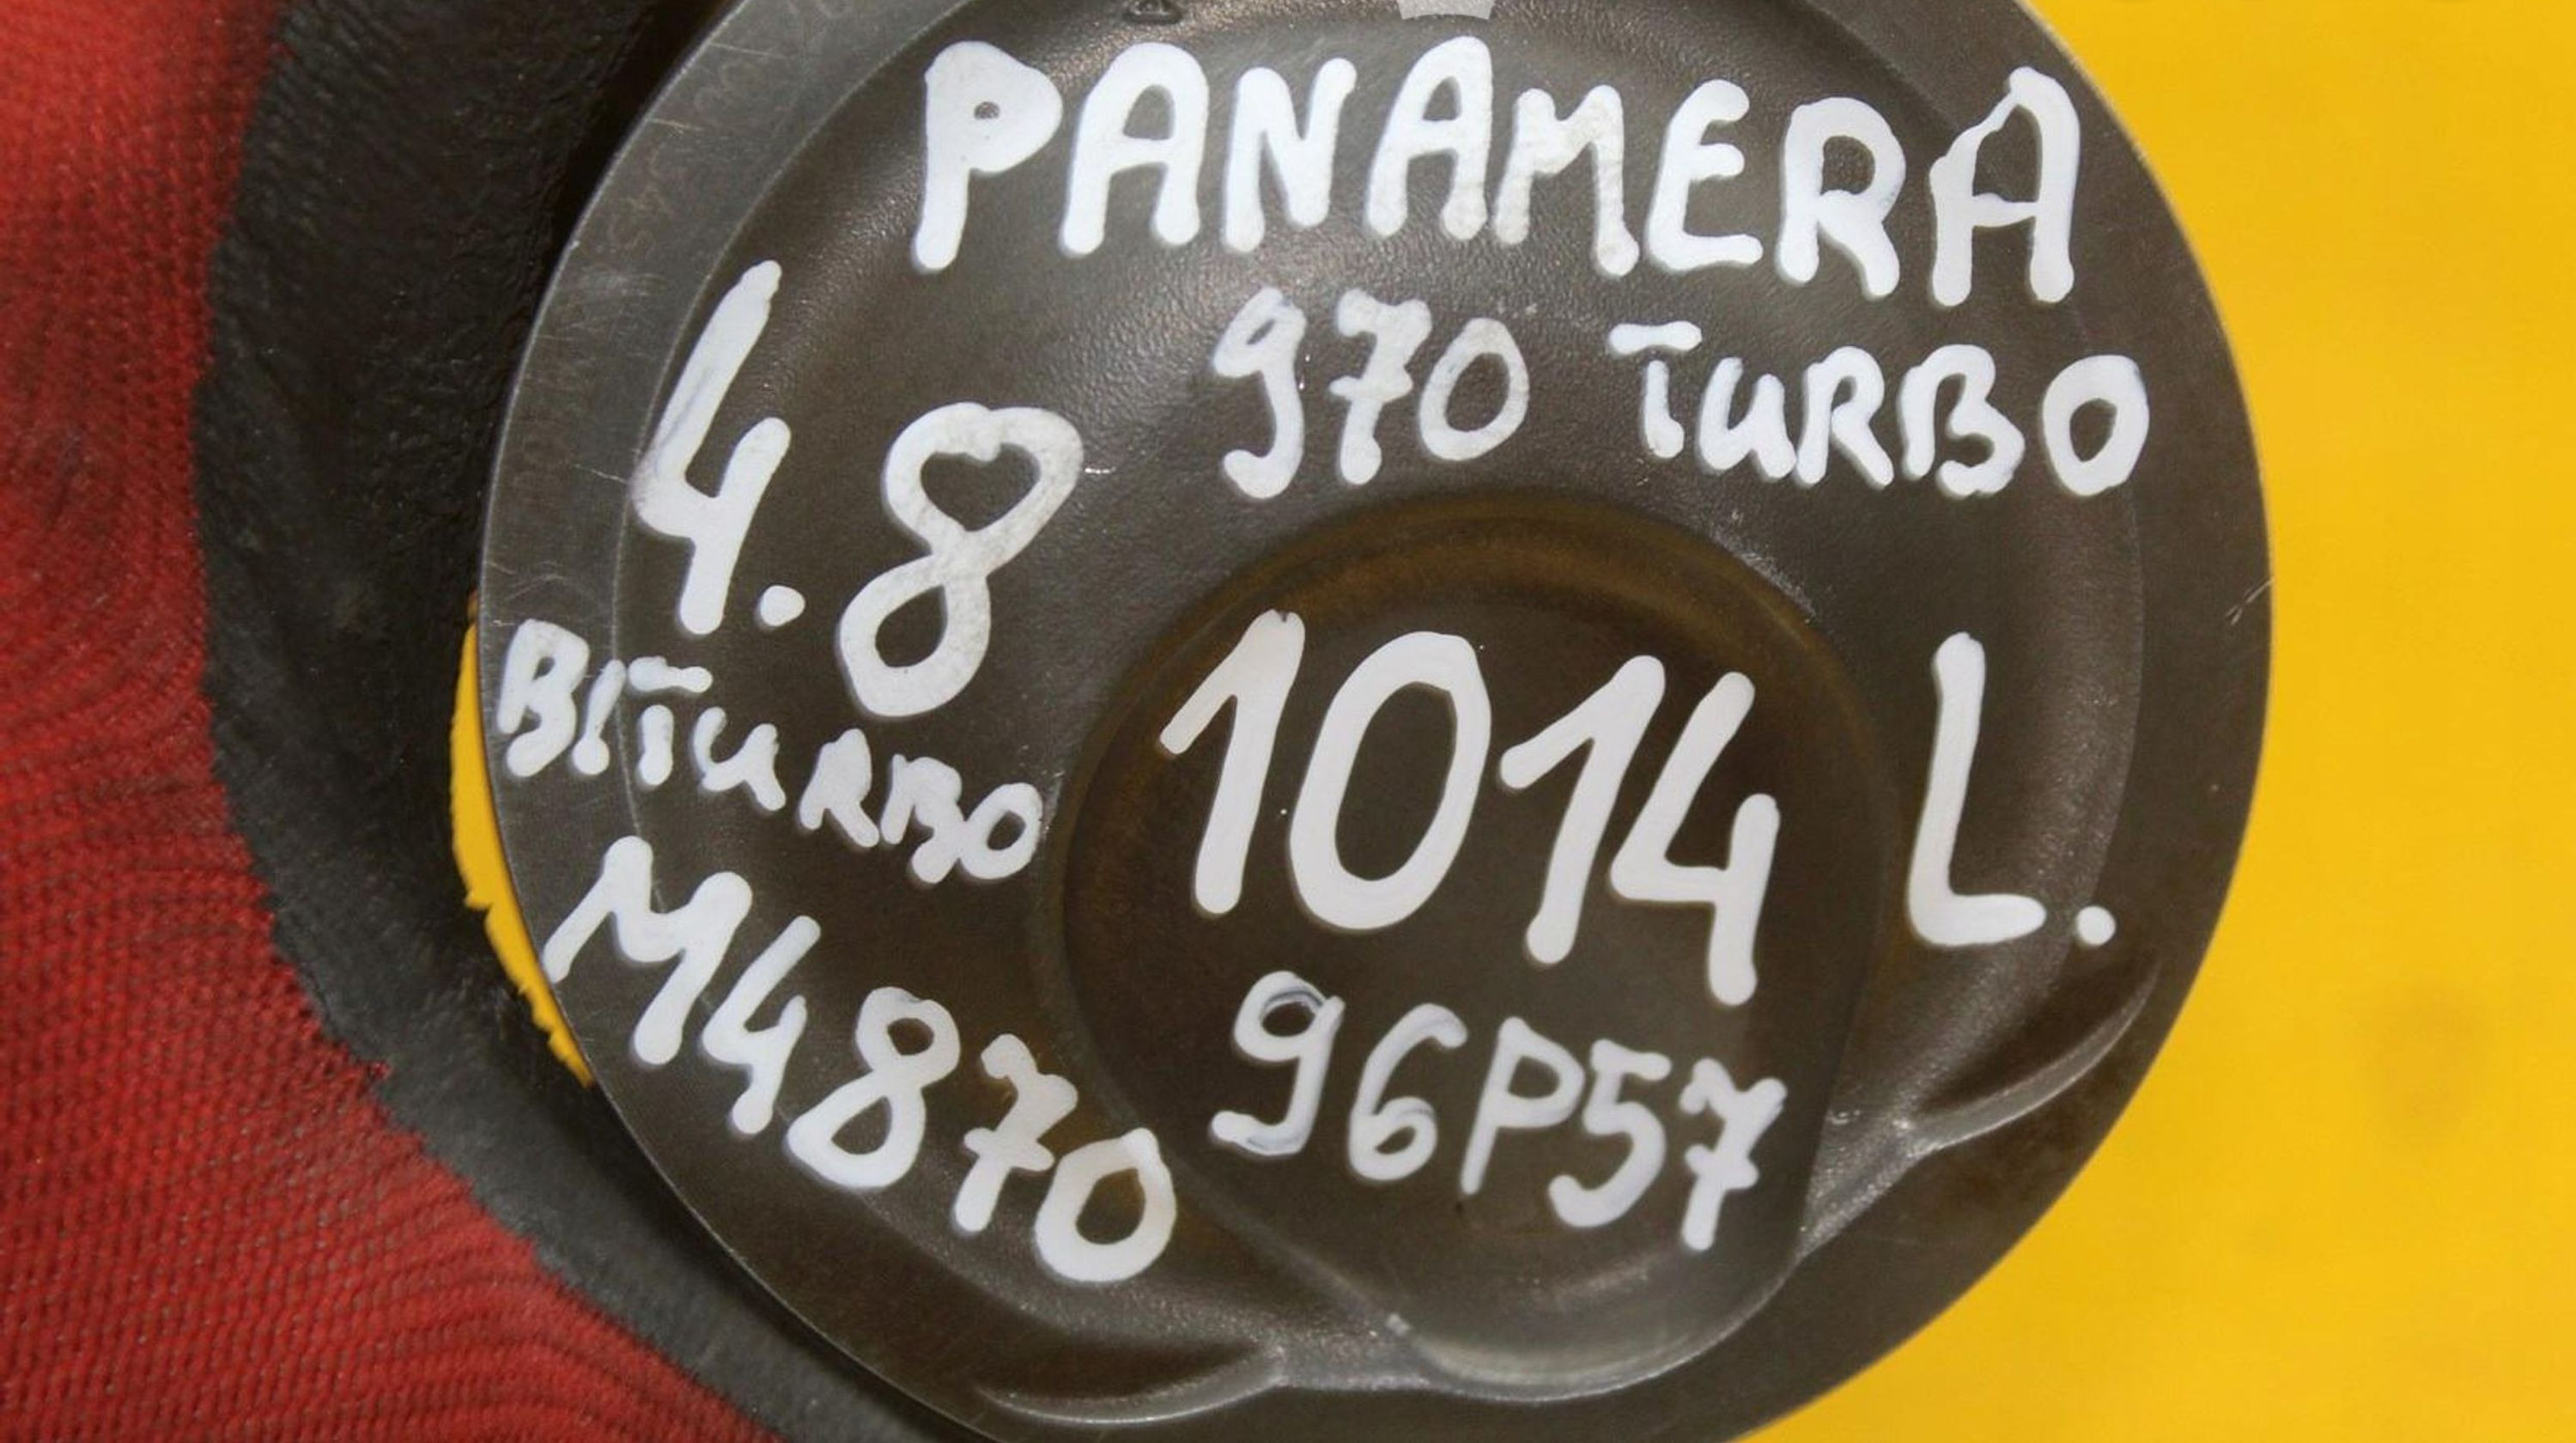 PANAMERA
970 TURBO
4.8
BITURBO
1014 L.
M4870
96P57